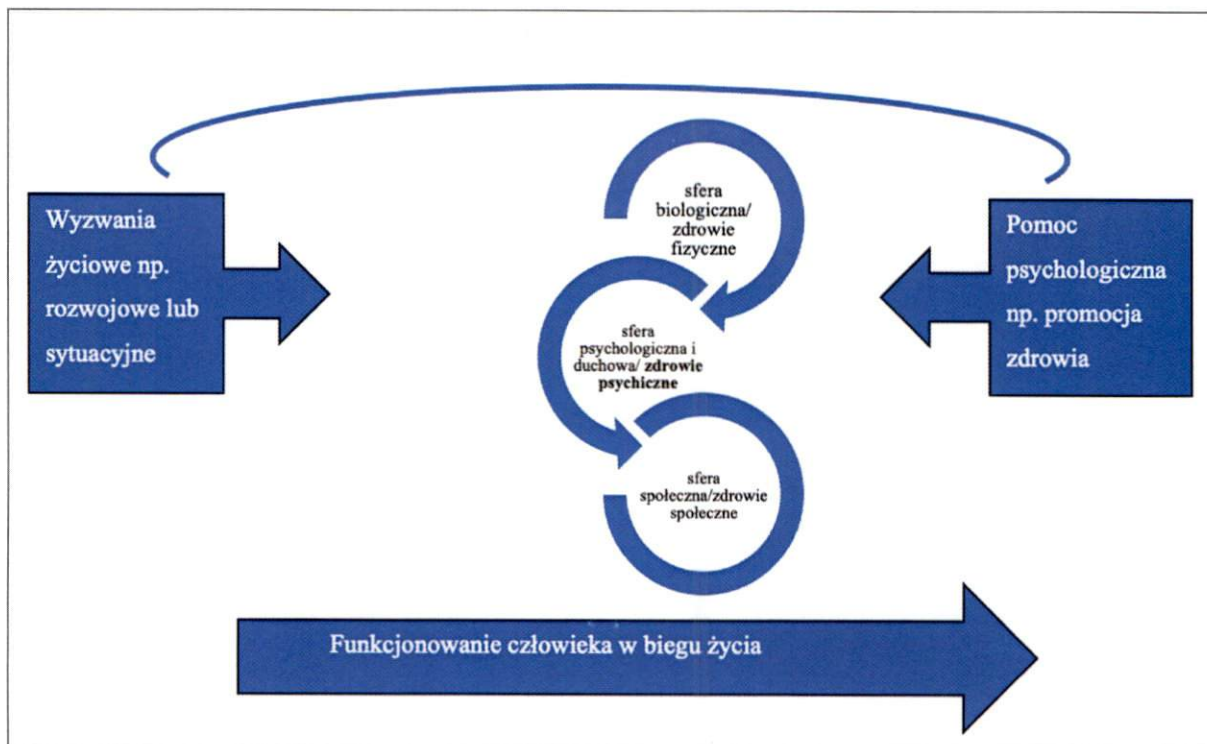 Wyzwania
życiowe np.
rozwojowe lub
sytuacyjne
sfera
biologiczna/
zdrowie
fizyczne
sfera
psychologiczna i
duchowa/ zdrowie
psychiczne
sfera
społeczna/zdrowie
społeczne
Pomoc
psychologiczna
np. promocja
zdrowia
Funkcjonowanie człowieka w biegu życia